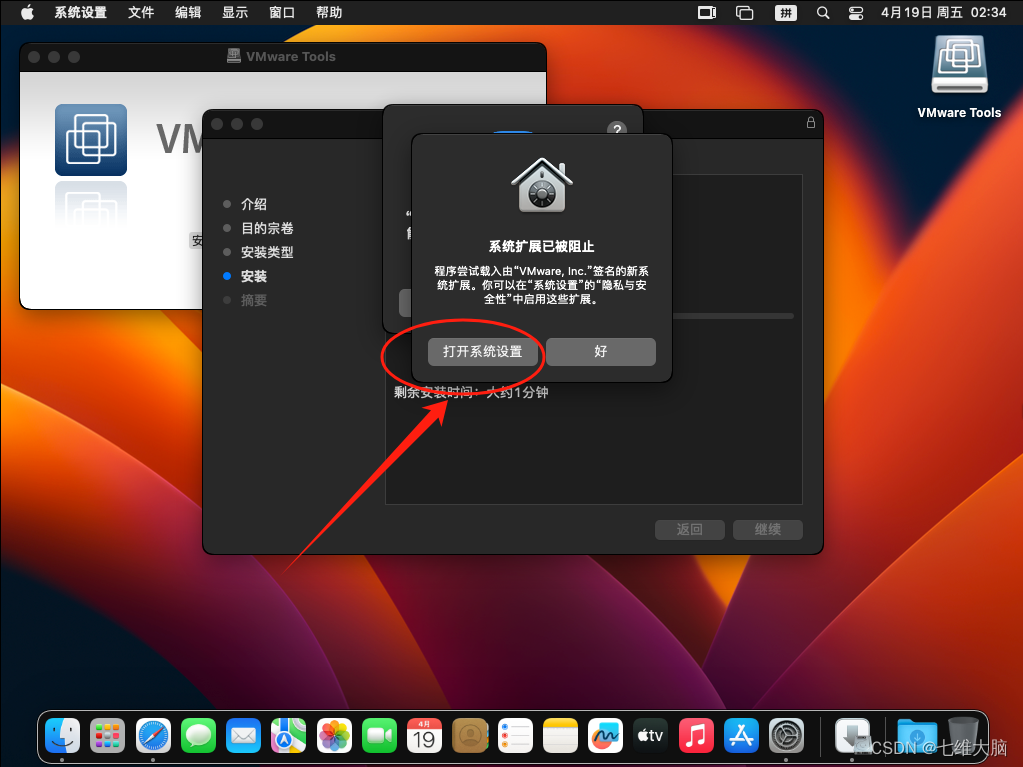 系统设置 文件 编辑 显示 窗口 帮助 拼 4月19日 周五 02:34
VMware Tools
VMware Tools
VM
?
介绍
目的宗卷
安装类型
安装
摘要
安
系统扩展已被阻止
程序尝试载入由“VMware, Inc.”签名的新系
统扩展。你可以在“系统设置”的“隐私与安
全性”中启用这些扩展。
打开系统设置 好
剩余安装时间：大约1分钟
返回 继续
4月
19
tv
CSDN @七维大脑